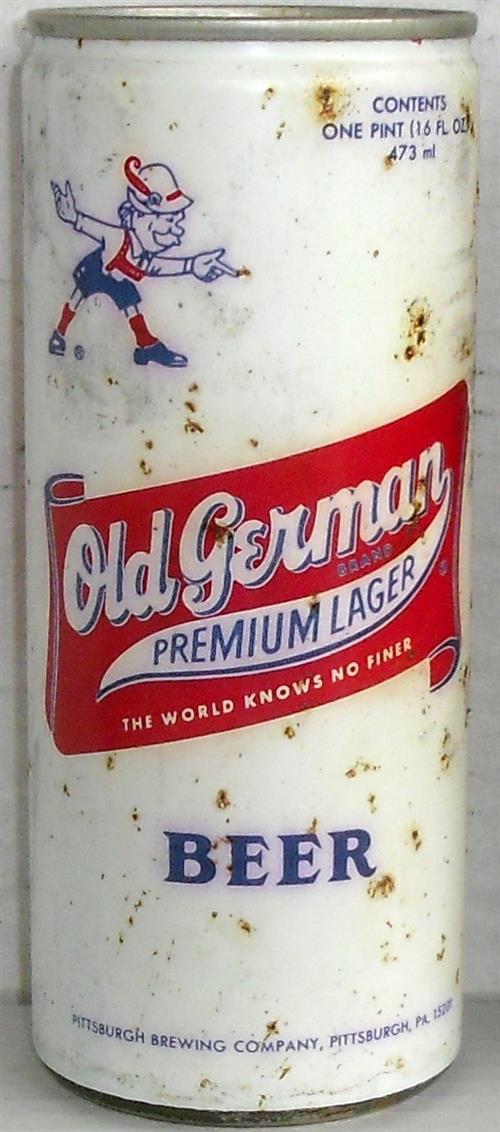 CONTENTS
ONE PINT (16 FL. OZ.)
473 ml
®
Old German
BRAND
PREMIUM LAGER
®
THE WORLD KNOWS NO FINER
BEER
PITTSBURGH BREWING COMPANY, PITTSBURGH, PA. 15201